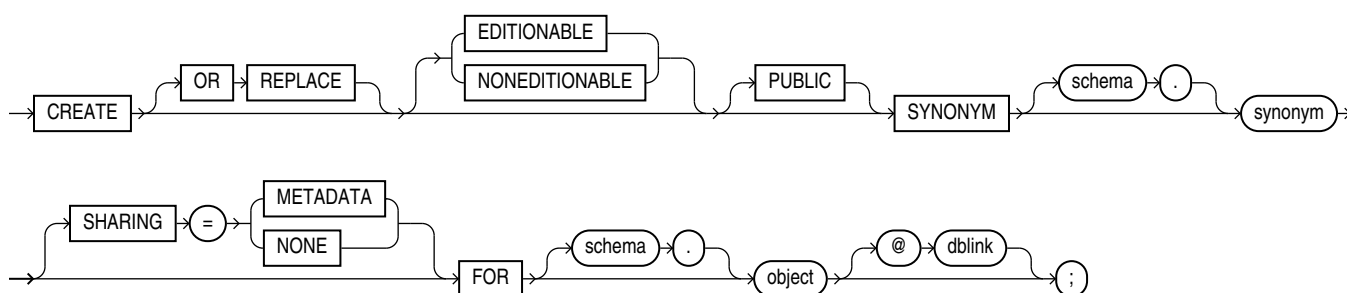 EDITIONABLE
OR REPLACE NONEDITIONABLE PUBLIC schema .
CREATE SYNONYM synonym
METADATA
SHARING = NONE schema . @ dblink
FOR object ;